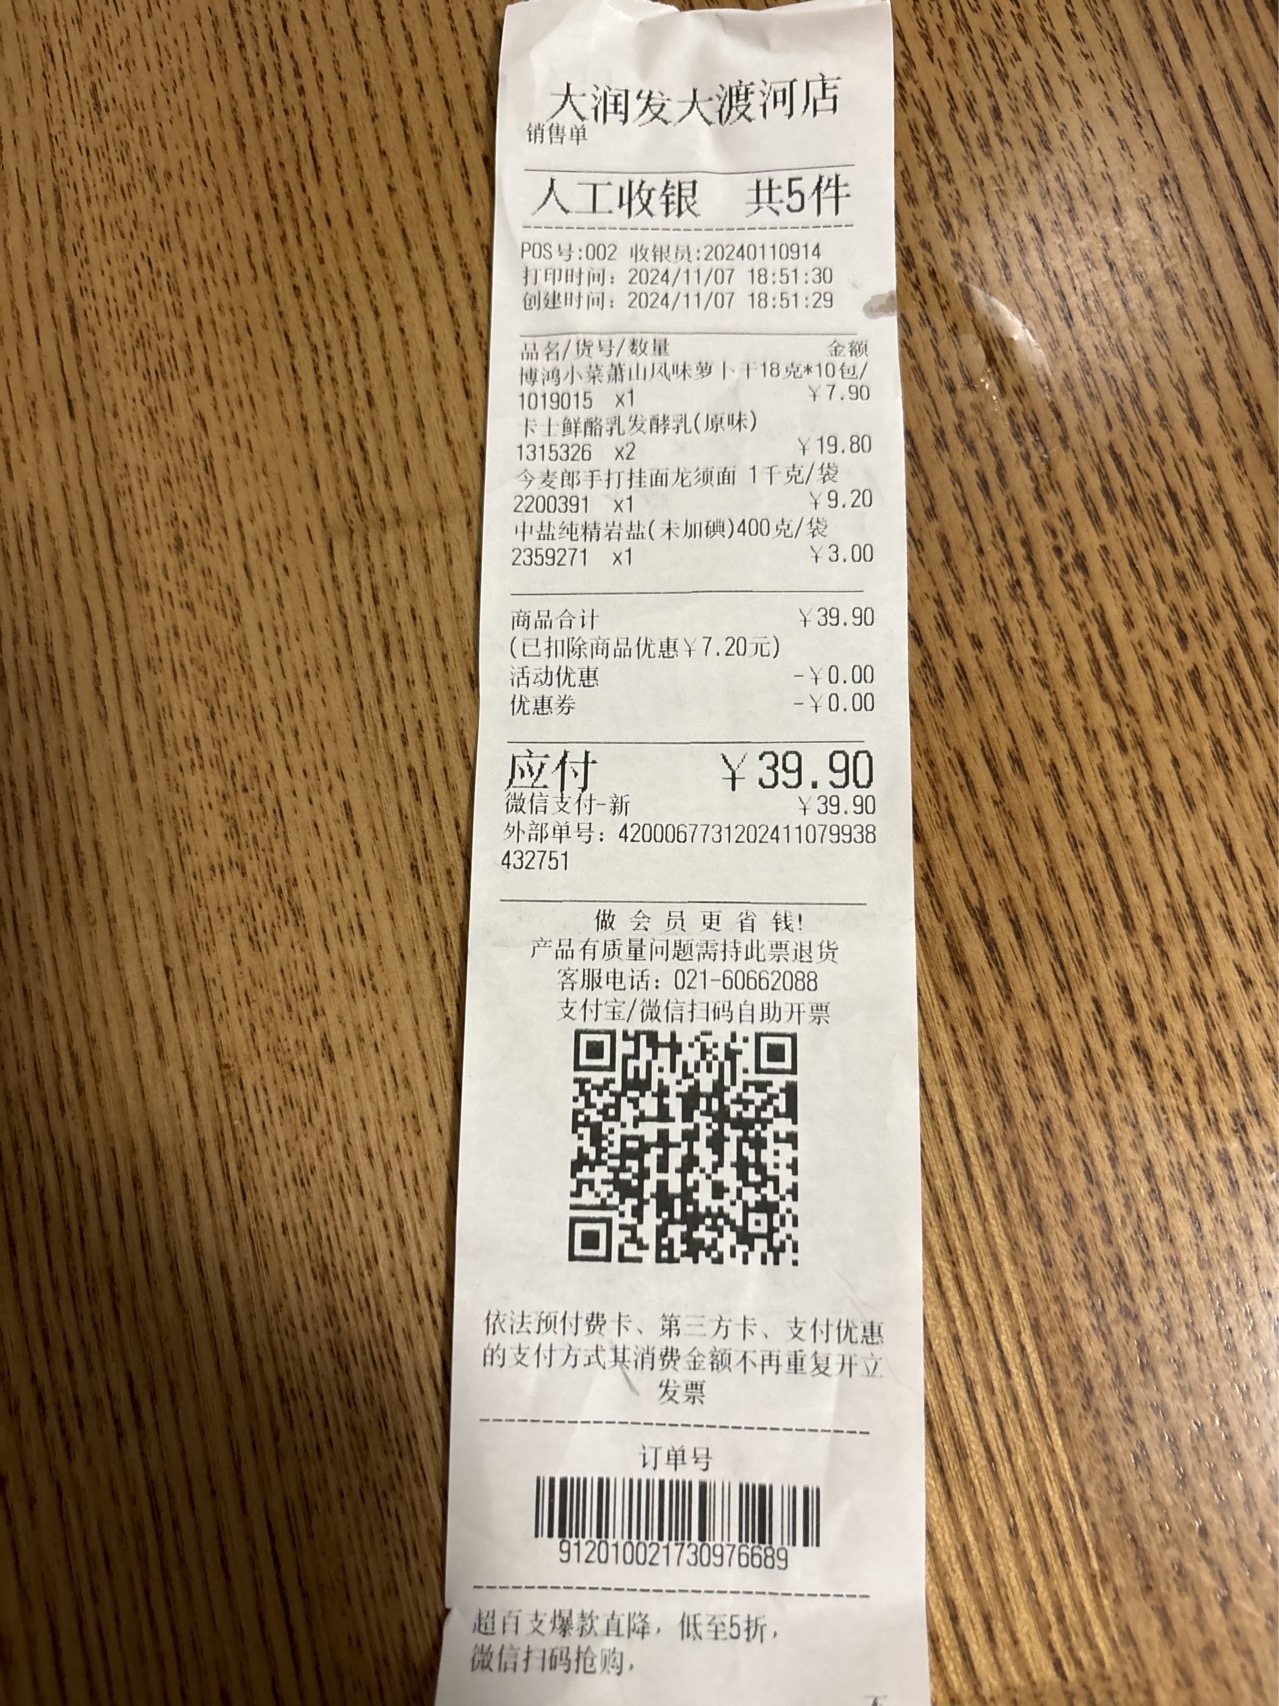 大润发大渡河店
销售单
人工收银 共5件
POS号:002 收银员:20240110914
打印时间: 2024/11/07 18:51:30
创建时间: 2024/11/07 18:51:29
品名/货号/数量 金额
博鸿小菜萧山风味萝卜干18克*10包/
1019015 x1 ￥7.90
卡士鲜酪乳发酵乳(原味)
1315326 x2 ￥19.80
今麦郎手打挂面龙须面 1千克/袋
2200391 x1 ￥9.20
中盐纯精岩盐(未加碘)400克/袋
2359271 x1 ￥3.00
商品合计 ￥39.90
(已扣除商品优惠￥7.20元)
活动优惠 -￥0.00
优惠券 -￥0.00
应付 ￥39.90
微信支付-新 ￥39.90
外部单号: 4200067731202411079938
432751
做会员更省钱!
产品有质量问题需持此票退货
客服电话: 021-60662088
支付宝/微信扫码自助开票
依法预付费卡、第三方卡、支付优惠
的支付方式其消费金额不再重复开立
发票
订单号
912010021730976689
超百支爆款直降, 低至5折,
微信扫码抢购,